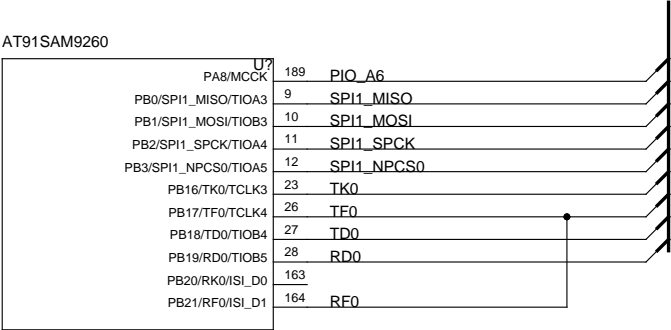 AT91SAM9260
U?
PA8/MCCK 189 PIO_A6
PB0/SPI1_MISO/TIOA3 9 SPI1_MISO
PB1/SPI1_MOSI/TIOB3 10 SPI1_MOSI
PB2/SPI1_SPCK/TIOA4 11 SPI1_SPCK
PB3/SPI1_NPCS0/TIOA5 12 SPI1_NPCS0
PB16/TK0/TCLK3 23 TK0
PB17/TF0/TCLK4 26 TF0
PB18/TD0/TIOB4 27 TD0
PB19/RD0/TIOB5 28 RD0
PB20/RK0/ISI_D0 163
PB21/RF0/ISI_D1 164 RF0